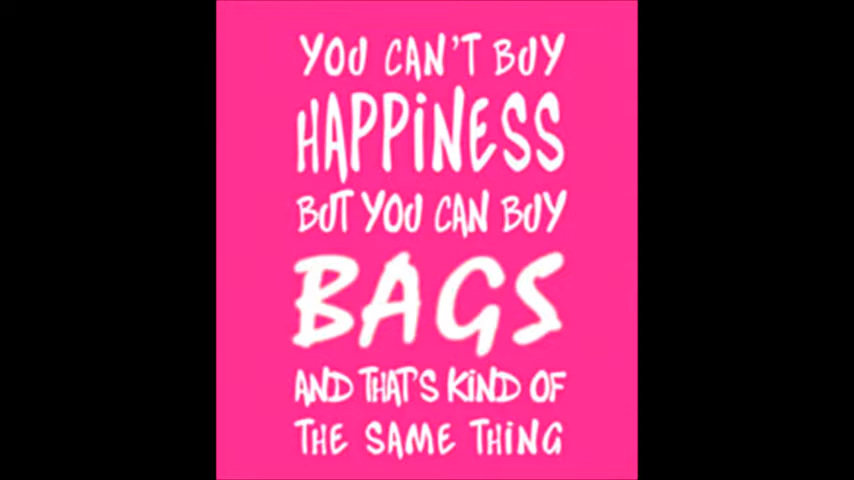 YOU CAN'T BUY
HAPPiNESS
BUT YOU CAN BUY
BAGS
AND THAT'S KiND OF
THE SAME THiNG